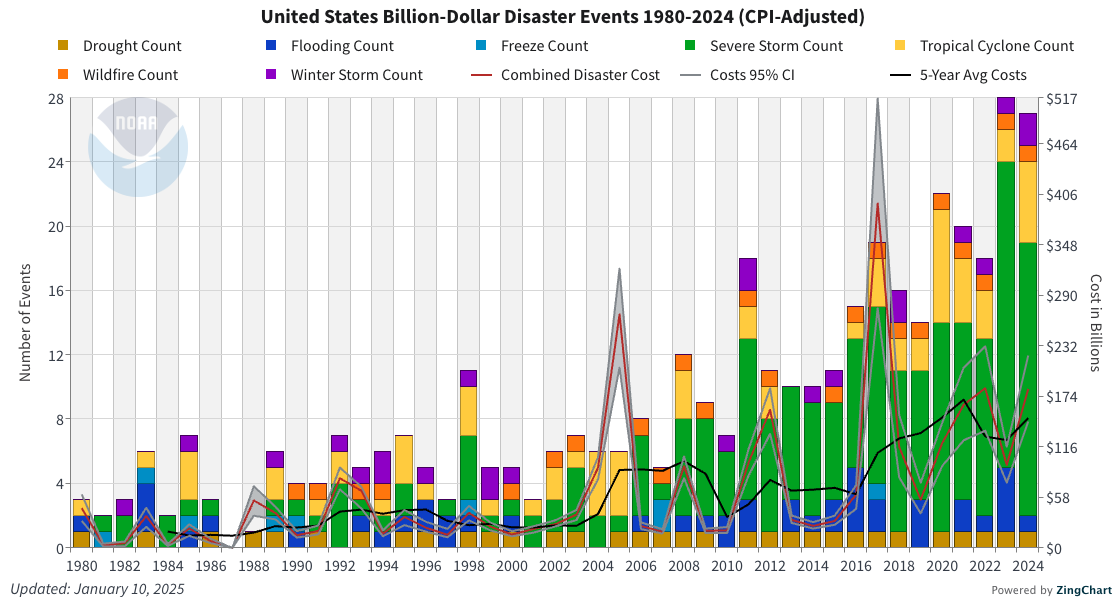 United States Billion-Dollar Disaster Events 1980-2024 (CPI-Adjusted)
Drought Count Flooding Count Freeze Count Severe Storm Count Tropical Cyclone Count
Wildfire Count Winter Storm Count Combined Disaster Cost Costs 95% CI 5-Year Avg Costs
NOAA
Number of Events
28
24
20
16
12
8
4
0
$517
$464
$406
$348
$290
$232
$174
$116
$58
$0
Cost in Billions
1980 1982 1984 1986 1988 1990 1992 1994 1996 1998 2000 2002 2004 2006 2008 2010 2012 2014 2016 2018 2020 2022 2024
Updated: January 10, 2025
Powered by ZingChart